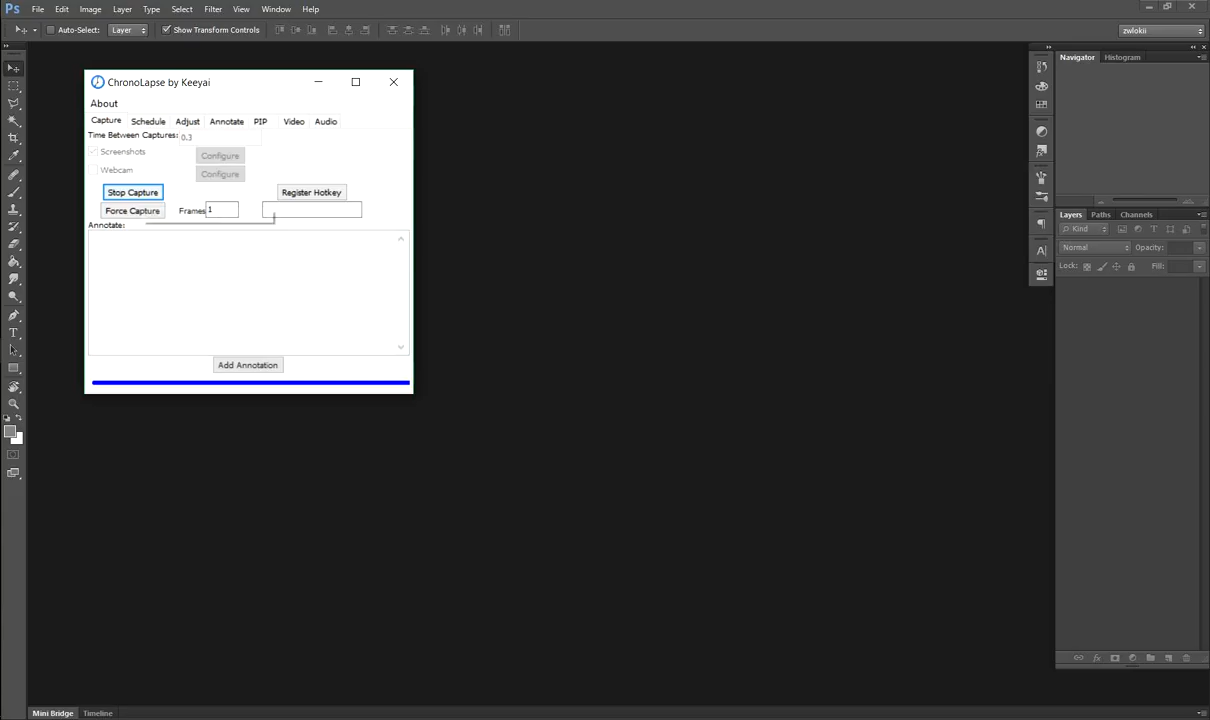 Ps File Edit Image Layer Type Select Filter View Window Help
Auto-Select: Layer Show Transform Controls zwlokii
ChronoLapse by Keeyai
About
Capture Schedule Adjust Annotate PIP Video Audio
Time Between Captures: 0.3
Screenshots Configure
Webcam Configure
Stop Capture Register Hotkey
Force Capture Frames 1
Annotate:
Add Annotation
Navigator Histogram
Layers Paths Channels
Kind
Normal Opacity:
Lock: Fill:
Mini Bridge Timeline